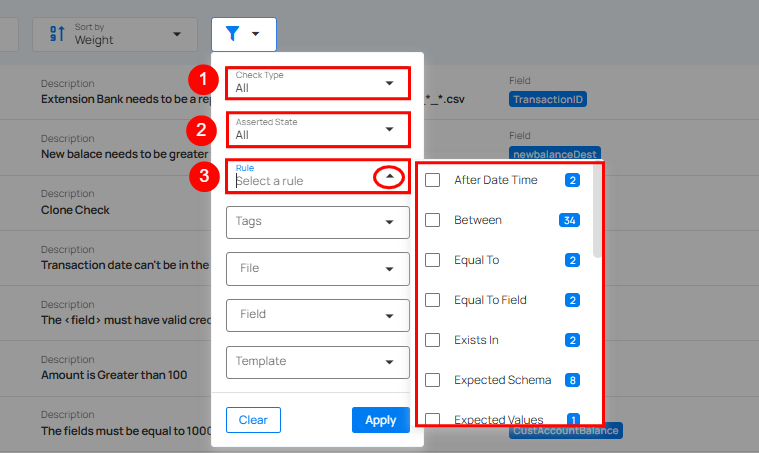 Sort by
Weight
Check Type
All
1
Asserted State
All
2
Rule
Select a rule
3
Tags
File
Field
Template
Clear
Apply
After Date Time 2
Between 34
Equal To 2
Equal To Field 2
Exists In 2
Expected Schema 8
Expected Values 1
Description
Extension Bank needs to be a
_*_*.csv
Field
TransactionID
Description
New balace needs to be greater
Field
newbalanceDest
Description
Clone Check
Description
Transaction date can't be in the
Description
The <field> must have valid
Description
Amount is Greater than 100
Description
The fields must be equal to 1000
CustAccountBalance